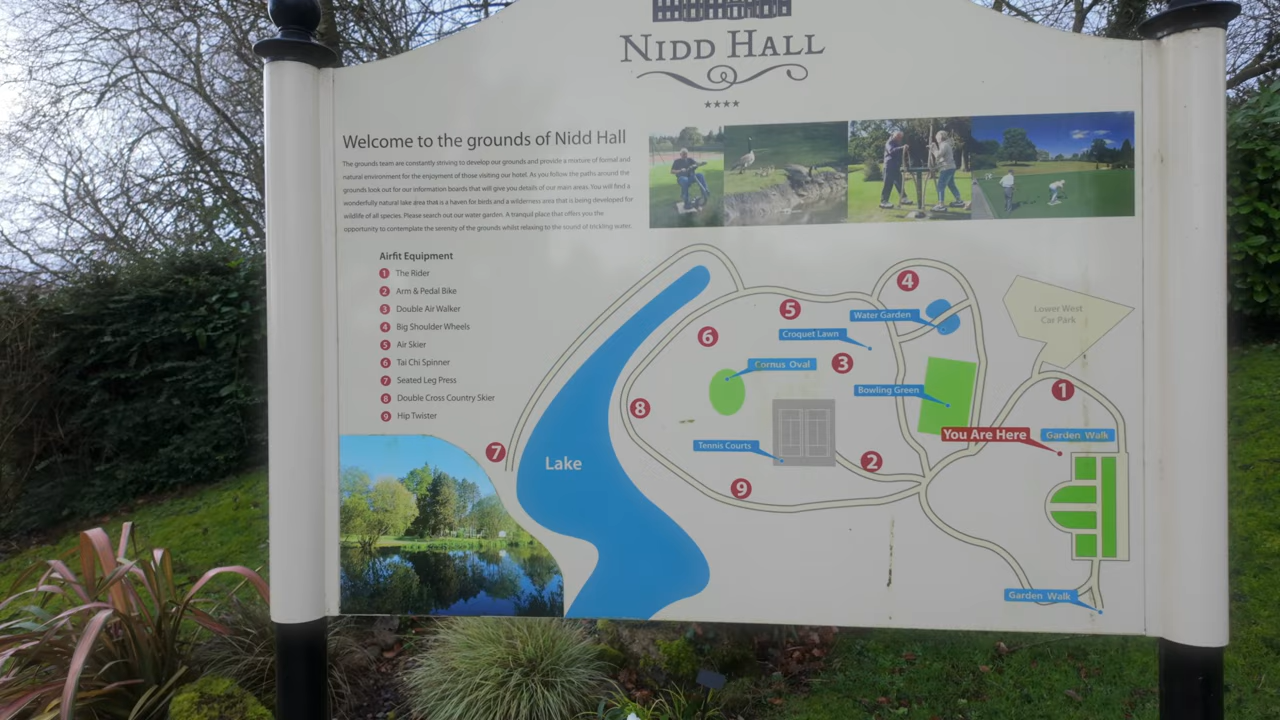 NIDD HALL
★★★★
Welcome to the grounds of Nidd Hall
The grounds team are constantly striving to develop our grounds and provide a mixture of formal and
natural environment for the enjoyment of those visiting our hotel. As you follow the paths around the
grounds look out for our information boards that will give you details of our main areas. You will find a
wonderfully natural lake area that is a haven for birds and a wilderness area that is being developed for
wildlife of all species. Please search out our water garden. A tranquil place that offers you the
opportunity to contemplate the serenity of the grounds whilst relaxing to the sound of trickling water.
Airfit Equipment
1 The Rider
2 Arm & Pedal Bike
3 Double Air Walker
4 Big Shoulder Wheels
5 Air Skier
6 Tai Chi Spinner
7 Seated Leg Press
8 Double Cross Country Skier
9 Hip Twister
4
5
Water Garden
Lower West
Car Park
Croquet Lawn
6
3
Cornus Oval
Bowling Green
1
8
You Are Here
Garden Walk
Tennis Courts
7
Lake
2
9
Garden Walk